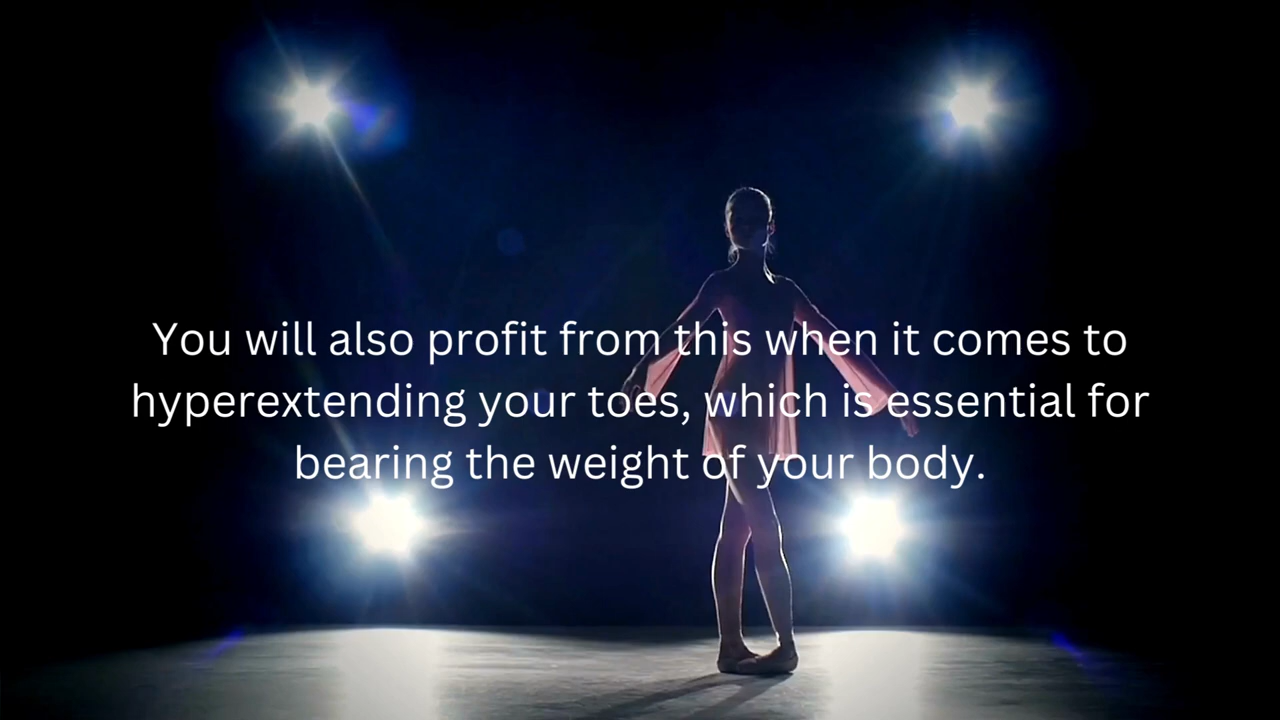 You will also profit from this when it comes to
hyperextending your toes, which is essential for
bearing the weight of your body.